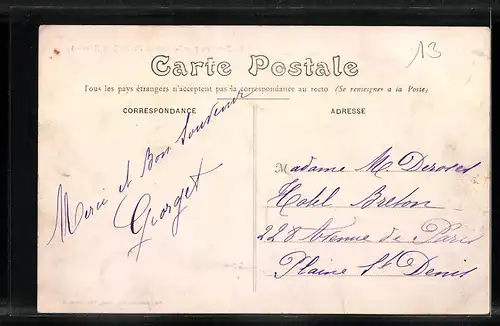 13
Carte Postale
Tous les pays étrangers n'acceptent pas la correspondance au recto (Se renseigner a la Poste)
CORRESPONDANCE
ADRESSE
Merci et Bon Souvenir
Georget
Madame M. Deroses
Hotel Breton
228 Avenue de Paris
Plaine St Denis